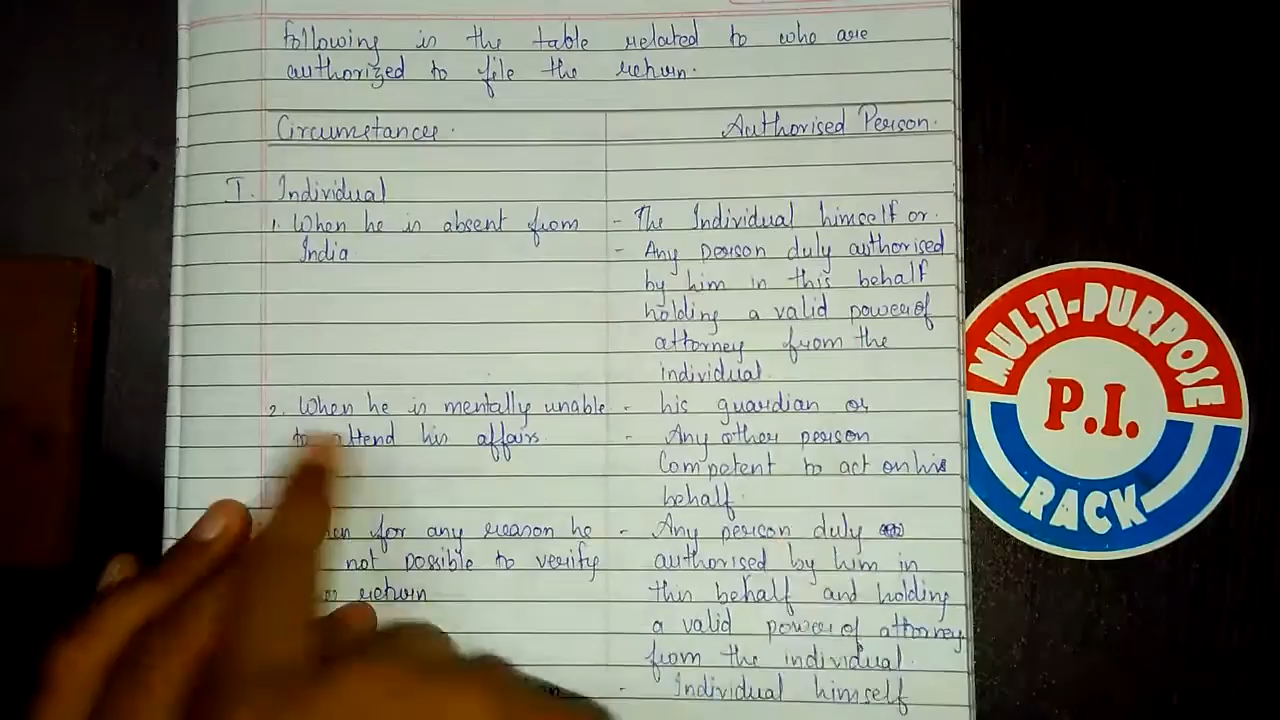 following is the table related to who are
authorized to file the return.
Circumstances. Authorised Person.
I. Individual
1. When he is absent from - The Individual himself or.
India. - Any person duly authorised
by him in this behalf
holding a valid power of
attorney from the
individual.
2. When he is mentally unable - his guardian or
to attend his affairs. - Any other person
Competent to act on his
behalf.
for any reason he - Any person duly
not possible to verify authorised by him in
return this behalf and holding
a valid power of attorney
from the individual.
- Individual himself
MULTI-PURPOSE
P.I.
RACK